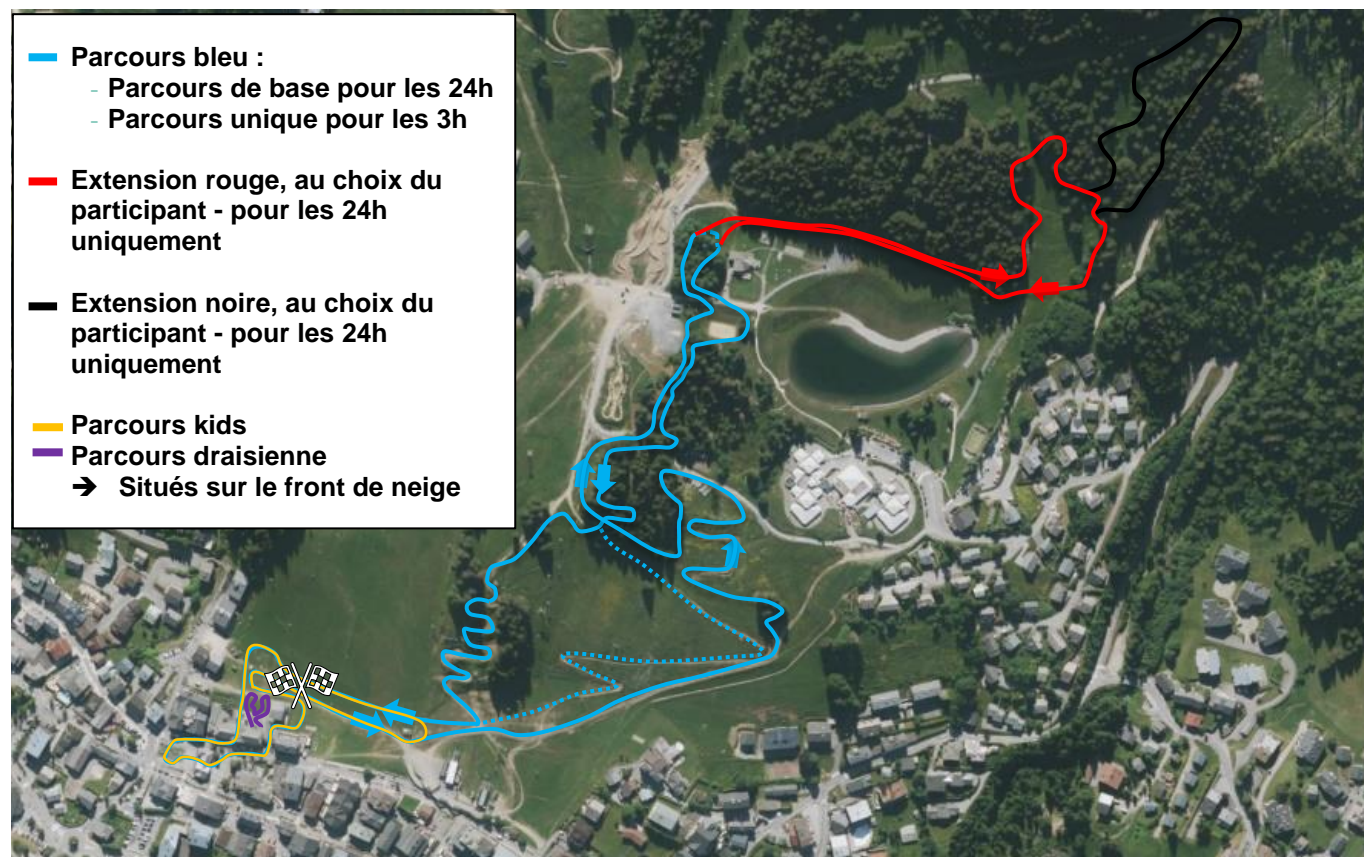 Parcours bleu :
- Parcours de base pour les 24h
- Parcours unique pour les 3h
Extension rouge, au choix du
participant - pour les 24h
uniquement
Extension noire, au choix du
participant - pour les 24h
uniquement
Parcours kids
Parcours draisienne
➔ Situés sur le front de neige